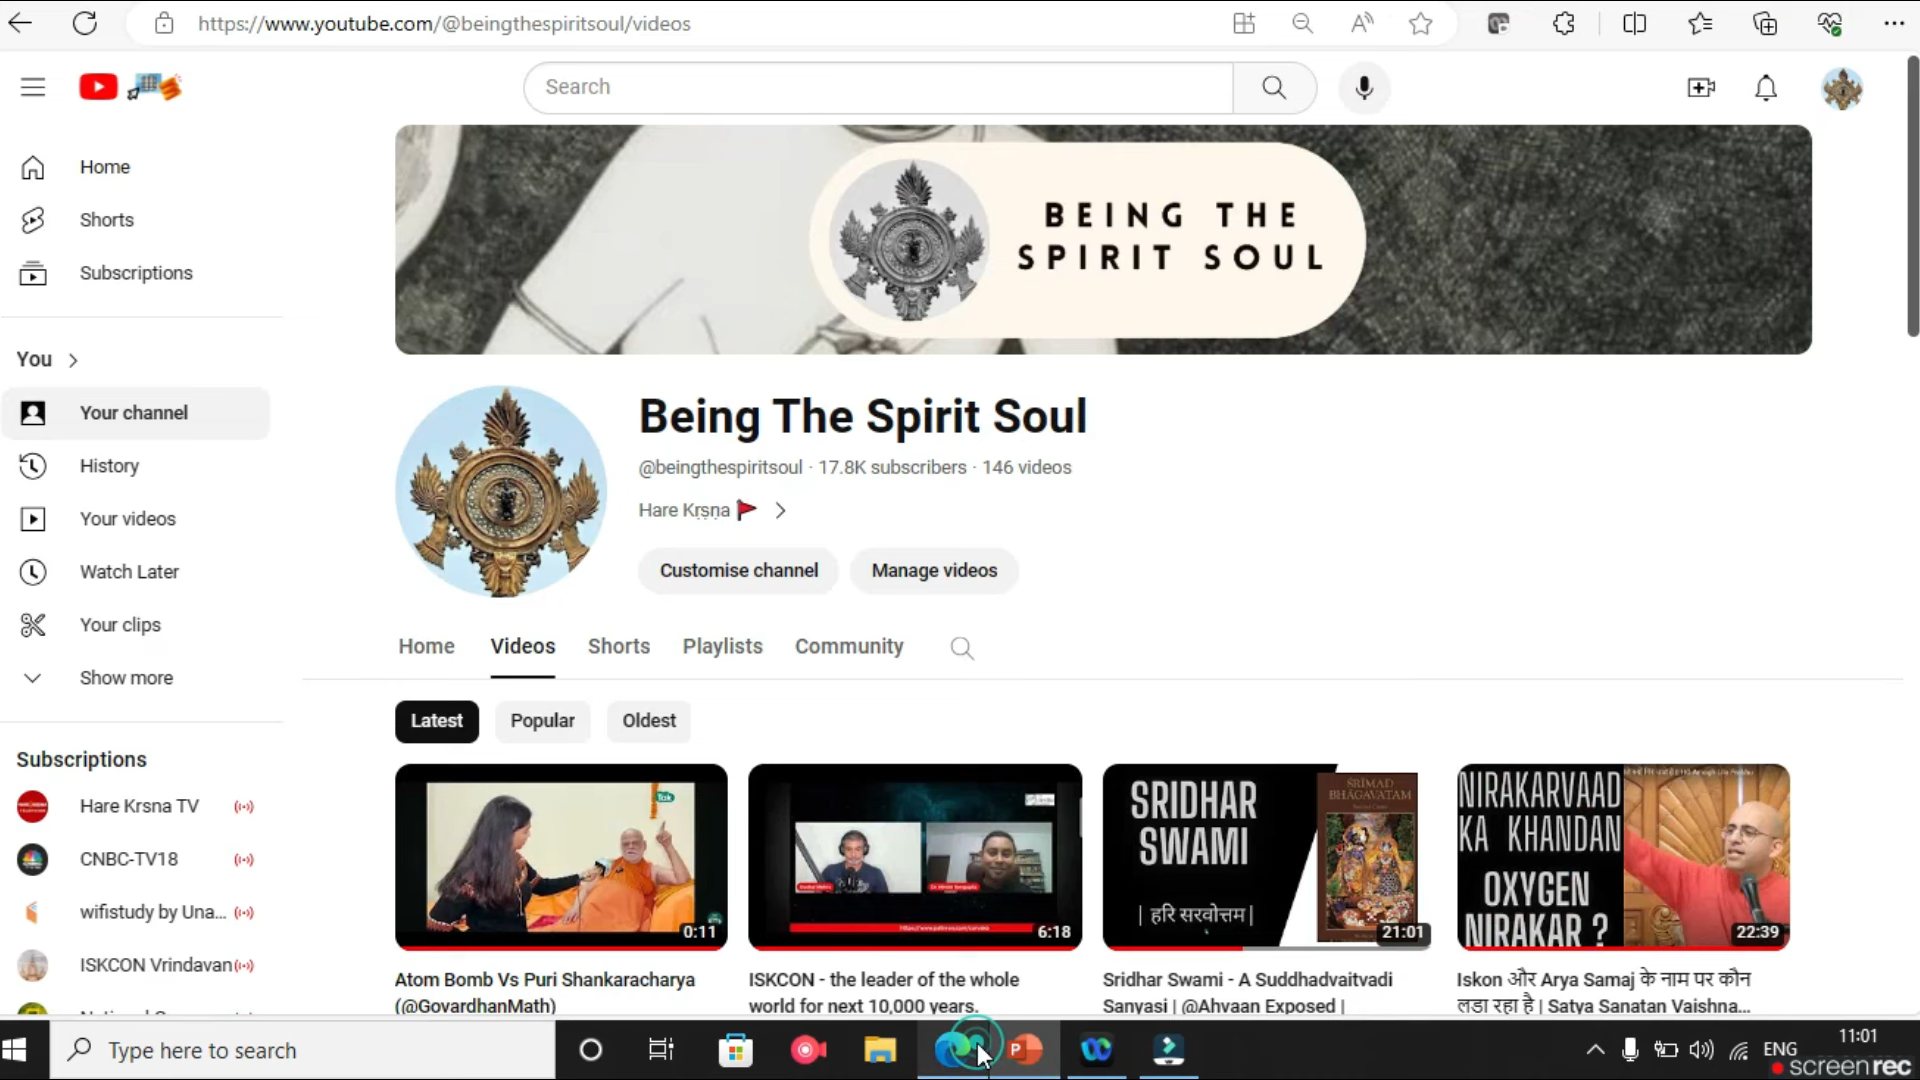 https://www.youtube.com/@beingthespiritsoul/videos
Search
Home
Shorts
Subscriptions
You
Your channel
History
Your videos
Watch Later
Your clips
Show more
Subscriptions
Hare Krsna TV
CNBC-TV18
wifistudy by Una...
ISKCON Vrindavan
BEING THE
SPIRIT SOUL
Being The Spirit Soul
@beingthespiritsoul · 17.8K subscribers · 146 videos
Hare Kṛṣṇa
Customise channel
Manage videos
Home
Videos
Shorts
Playlists
Community
Latest
Popular
Oldest
Tak
0:11
Atom Bomb Vs Puri Shankaracharya
(@GovardhanMath)
6:18
ISKCON - the leader of the whole
world for next 10,000 years.
SRIDHAR
SWAMI
| हरि सरवोत्तम |
ŚRĪMAD
BHĀGAVATAM
21:01
Sridhar Swami - A Suddhadvaitvadi
Sanyasi | @Ahvaan Exposed |
NIRAKARVAAD
KA KHANDAN
OXYGEN
NIRAKAR ?
22:39
Iskon और Arya Samaj के नाम पर कौन
लडा रहा है | Satya Sanatan Vaishna...
Type here to search
ENG
11:01
screenrec